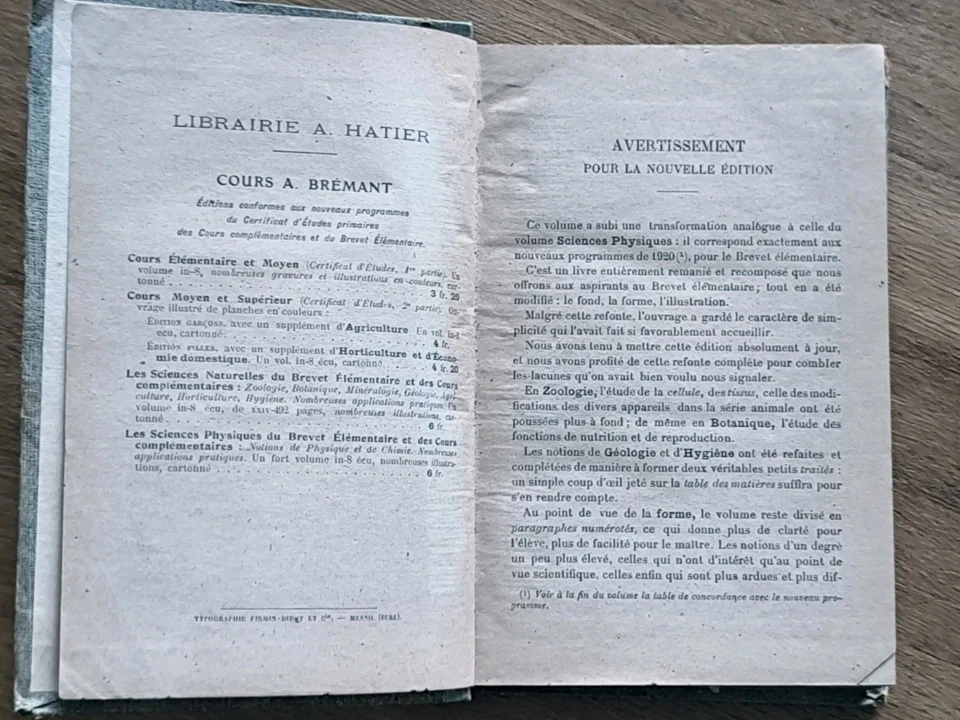 LIBRAIRIE A. HATIER
COURS A. BRÉMANT
Éditions conformes aux nouveaux programmes
du Certificat d'Études primaires
des Cours complémentaires et du Brevet Élémentaire.
Cours Élémentaire et Moyen (Certificat d'Études, 1re partie). Un
volume in-8, nombreuses gravures et illustrations en couleurs, car-
tonné . . . . . . . . . . . . . . . . . . . . 3 fr. 20
Cours Moyen et Supérieur (Certificat d'Études, 2e partie). Ou-
vrage illustré de planches en couleurs :
ÉDITION GARÇONS, avec un supplément d'Agriculture Un vol. in-8
écu, cartonné . . . . . . . . . . . . . . . . . 4 fr.
ÉDITION FILLES, avec un supplément d'Horticulture et d'Écono-
mie domestique. Un vol. in-8 écu, cartonné . . . . 4 fr. 20
Les Sciences Naturelles du Brevet Élémentaire et des Cours
complémentaires : Zoologie, Botanique, Minéralogie, Géologie, Agri-
culture, Horticulture, Hygiène. Nombreuses applications pratiques. Un
volume in-8 écu, de XXIV-492 pages, nombreuses illustrations, car-
tonné . . . . . . . . . . . . . . . . . . . . 6 fr.
Les Sciences Physiques du Brevet Élémentaire et des Cours
complémentaires : Notions de Physique et de Chimie. Nombreuses
applications pratiques. Un fort volume in-8 écu, nombreuses illustra-
tions, cartonné . . . . . . . . . . . . . . . . 6 fr.
TYPOGRAPHIE FIRMIN-DIDOT ET Cie. — MESNIL (EURE).
AVERTISSEMENT
POUR LA NOUVELLE ÉDITION
Ce volume a subi une transformation analogue à celle du
volume Sciences Physiques : il correspond exactement aux
nouveaux programmes de 1920 (1), pour le Brevet élémentaire.
C'est un livre entièrement remanié et recomposé que nous
offrons aux aspirants au Brevet élémentaire ; tout en a été
modifié : le fond, la forme, l'illustration.
Malgré cette refonte, l'ouvrage a gardé le caractère de sim-
plicité qui l'avait fait si favorablement accueillir.
Nous avons tenu à mettre cette édition absolument à jour,
et nous avons profité de cette refonte complète pour combler
les lacunes qu'on avait bien voulu nous signaler.
En Zoologie, l'étude de la cellule, des tissus, celle des modi-
fications des divers appareils dans la série animale ont été
poussées plus à fond ; de même en Botanique, l'étude des
fonctions de nutrition et de reproduction.
Les notions de Géologie et d'Hygiène ont été refaites et
complétées de manière à former deux véritables petits traités :
un simple coup d'œil jeté sur la table des matières suffira pour
s'en rendre compte.
Au point de vue de la forme, le volume reste divisé en
paragraphes numérotés, ce qui donne plus de clarté pour
l'élève, plus de facilité pour le maître. Les notions d'un degré
un peu plus élevé, celles qui n'ont d'intérêt qu'au point de
vue scientifique, celles enfin qui sont plus ardues et plus dif-
(1) Voir à la fin du volume la table de concordance avec le nouveau pro-
gramme.